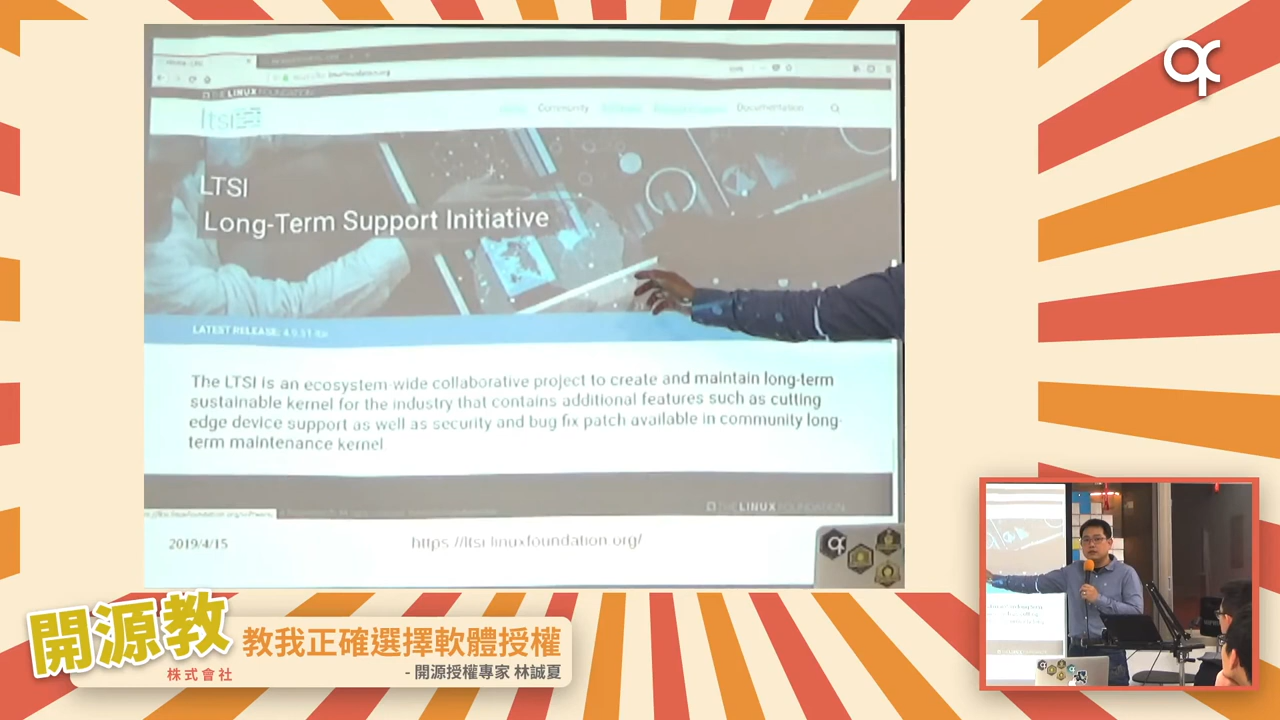 THE LINUX FOUNDATION
ltsi
Community
Documentation
LTSI
Long-Term Support Initiative
LATEST RELEASE:
The LTSI is an ecosystem-wide collaborative project to create and maintain long-term
sustainable kernel for the industry that contains additional features such as cutting
edge device support as well as security and bug fix patch available in community long-
term maintenance kernel
THE LINUX FOUNDATION
2019/4/15
https://ltsi.linuxfoundation.org/
開源教
株式會社
教我正確選擇軟體授權
- 開源授權專家 林誠夏